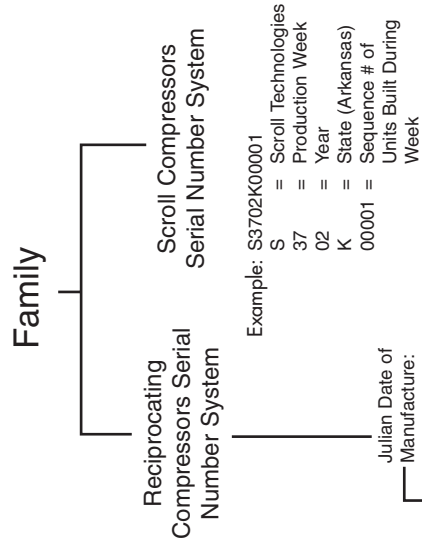 Family
Reciprocating
Compressors Serial
Number System
Scroll Compressors
Serial Number System
Example: S3702K00001
S = Scroll Technologies
37 = Production Week
02 = Year
K = State (Arkansas)
00001 = Sequence # of
Units Built During
Week
Julian Date of
Manufacture: